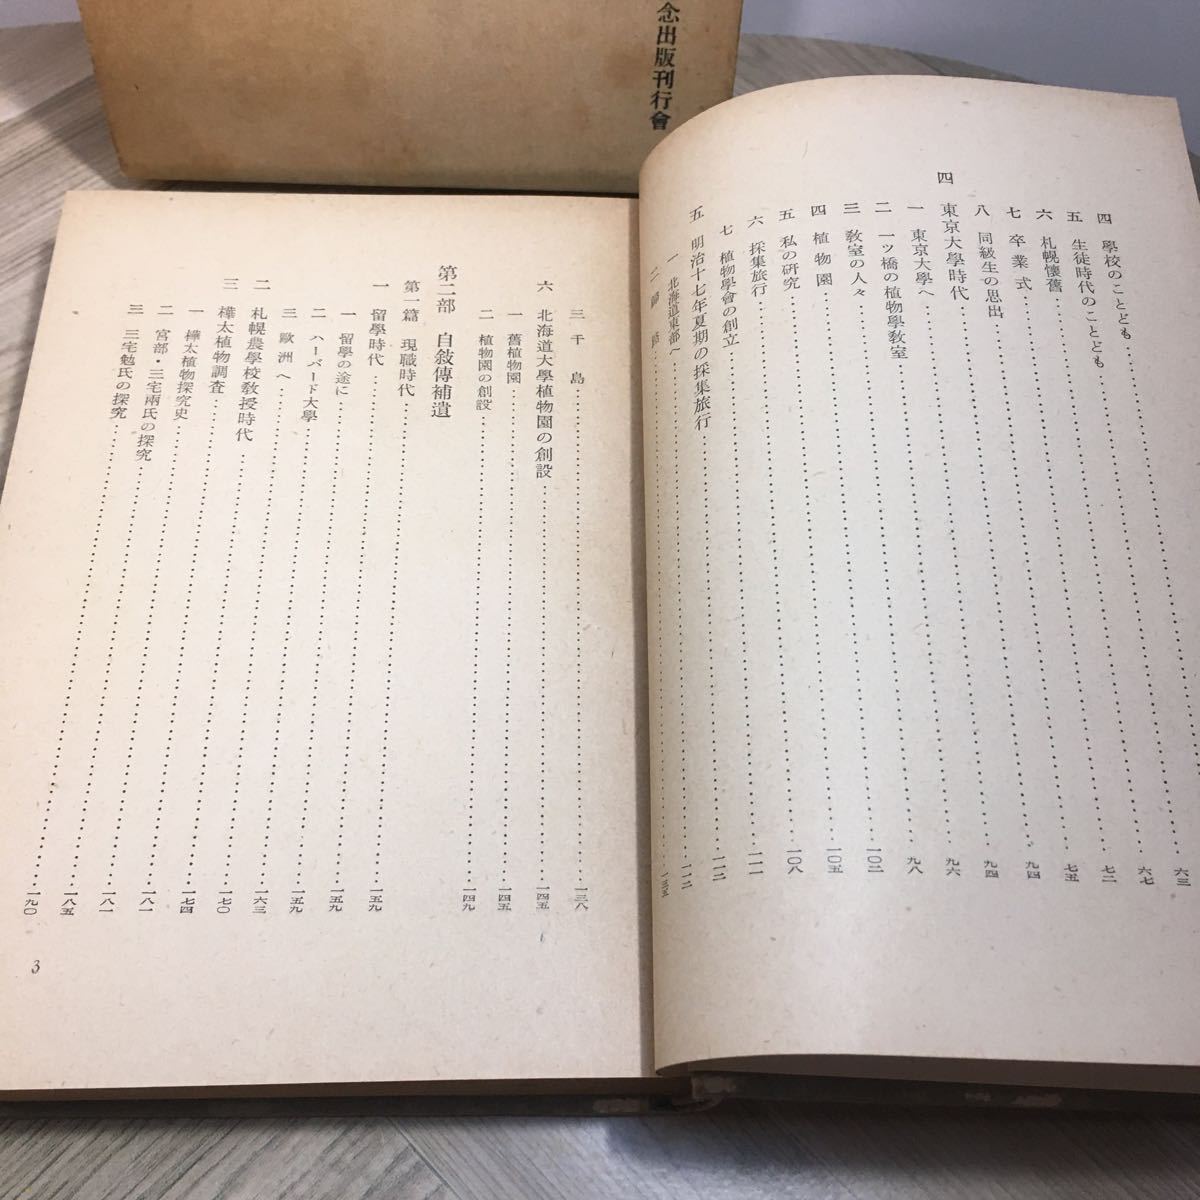 念出版刊行會
四 學校のことども……六三
五 生徒時代のことども……六七
六 札幌懷舊……七二
七 卒業式……七五
八 同級生の思出……九四
四 東京大學時代……九四
一 東京大學へ……九六
二 一ツ橋の植物學教室……九八
三 教室の人々……一〇二
四 植物園……一〇五
五 私の研究……一〇八
六 採集旅行……一一一
七 植物學會の創立……一一二
五 明治十七年夏期の採集旅行……一一二
一 北海道東部へ……
二……一三五
三 千島……一三八
六 北海道大學植物園の創設……一四五
一 舊植物園……一四五
二 植物園の創設……一四九
第二部 自敍傳補遺
第一篇 現職時代……一五九
一 留學時代……一五九
一 留學の途に……一五九
二 ハーバード大學……一六三
三 歐洲へ……一七〇
二 札幌農學校教授時代……一七四
三 樺太植物調査……一八一
一 樺太植物探究史……一八一
二 宮部・三宅兩氏の探究……一八五
三 三宅勉氏の探究……一九〇
3